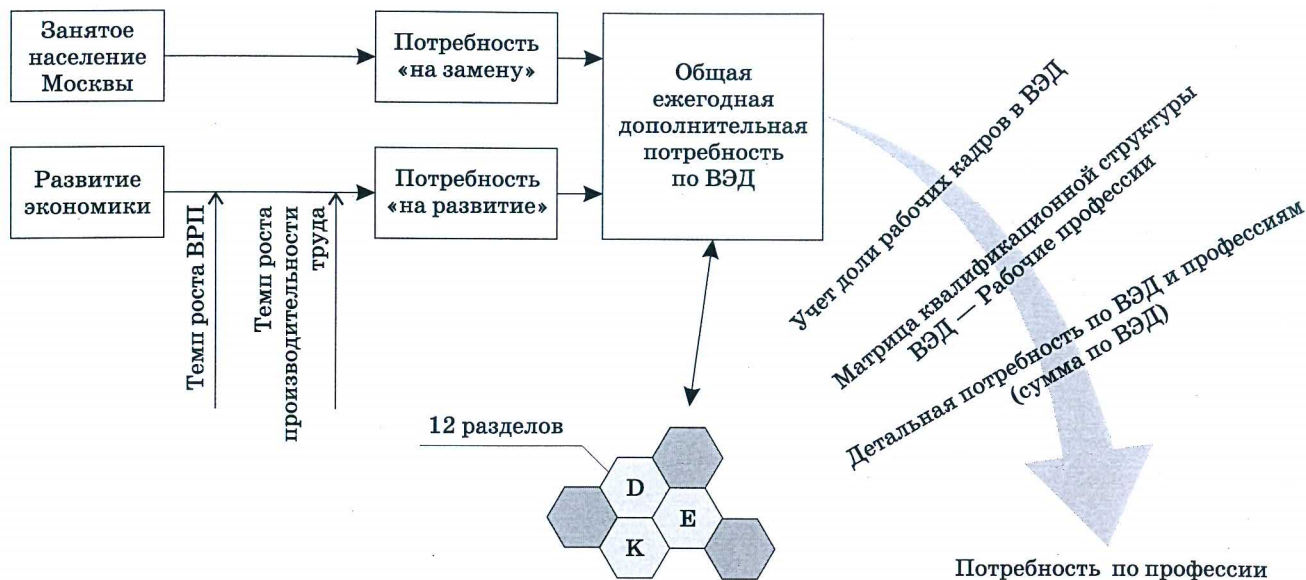 Занятое
население
Москвы
Потребность
«на замену»
Общая
ежегодная
дополнительная
потребность
по ВЭД
Развитие
экономики
Потребность
«на развитие»
Темп роста ВРП
Темп роста
производительности
труда
Учет доли рабочих кадров в ВЭД
Матрица квалификационной структуры
ВЭД — Рабочие профессии
Детальная потребность по ВЭД и профессиям
(сумма по ВЭД)
12 разделов
D
E
K
Потребность по профессии